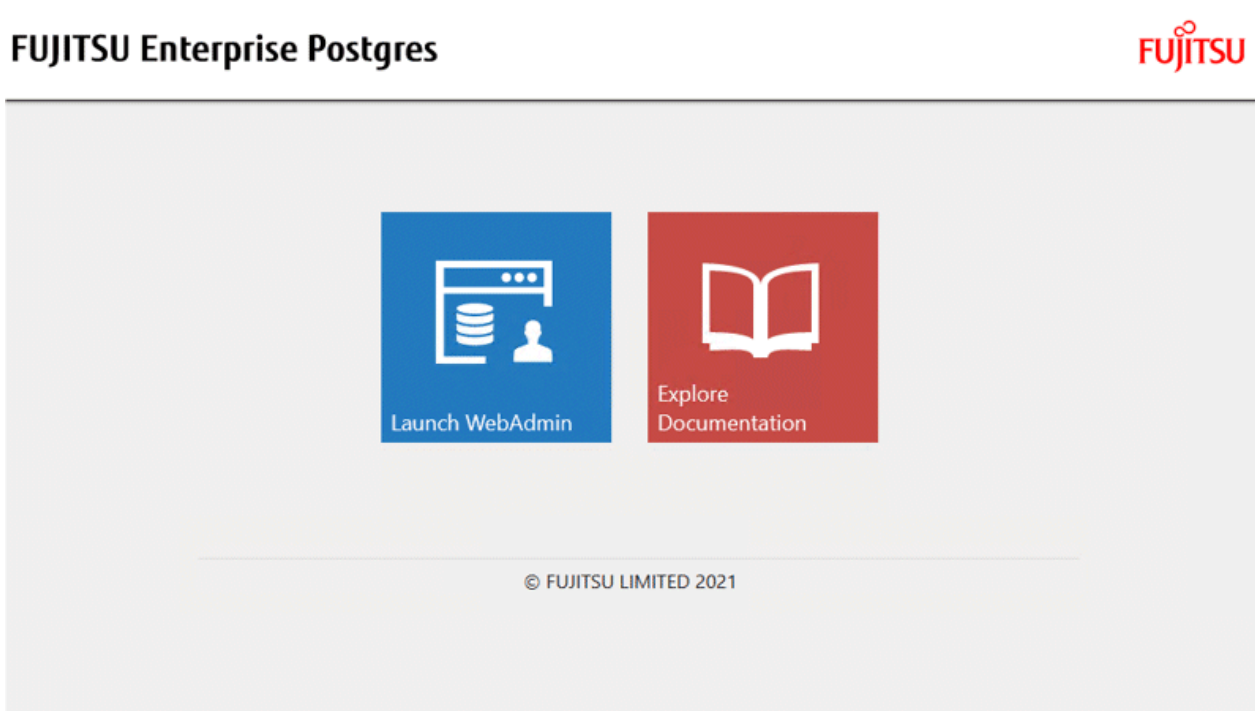 FUJITSU Enterprise Postgres
FUJITSU
Launch WebAdmin
Explore
Documentation
© FUJITSU LIMITED 2021